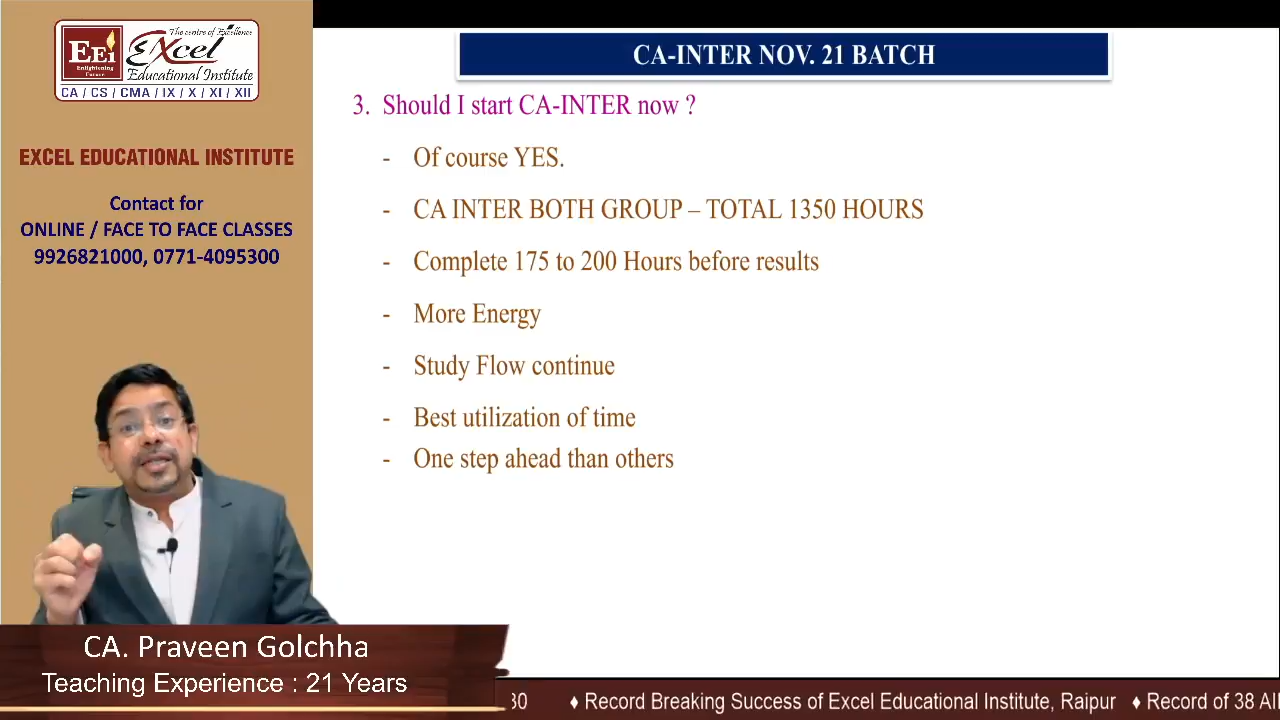 The centre of Excellence
EEi
Excel
Enlightening
Educational Institute
CA / CS / CMA / IX / X / XI / XII
EXCEL EDUCATIONAL INSTITUTE
Contact for
ONLINE / FACE TO FACE CLASSES
9926821000, 0771-4095300
CA-INTER NOV. 21 BATCH
3. Should I start CA-INTER now ?
- Of course YES.
- CA INTER BOTH GROUP – TOTAL 1350 HOURS
- Complete 175 to 200 Hours before results
- More Energy
- Study Flow continue
- Best utilization of time
- One step ahead than others
CA. Praveen Golchha
Teaching Experience : 21 Years
30 ♦ Record Breaking Success of Excel Educational Institute, Raipur ♦ Record of 38 Al